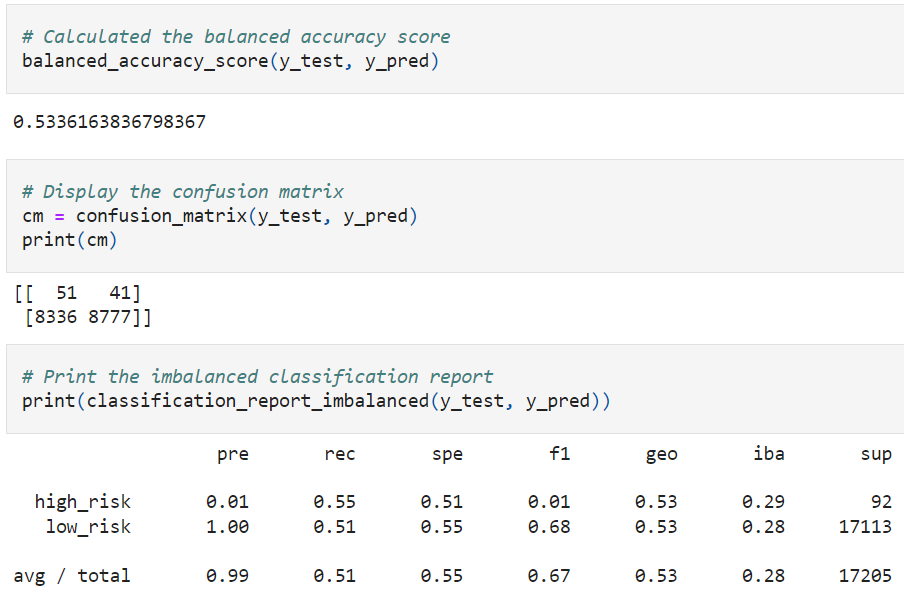 # Calculated the balanced accuracy score
balanced_accuracy_score(y_test, y_pred)
0.5336163836798367
# Display the confusion matrix
cm = confusion_matrix(y_test, y_pred)
print(cm)
[[  51   41]
 [8336 8777]]
# Print the imbalanced classification report
print(classification_report_imbalanced(y_test, y_pred))
pre rec spe f1 geo iba sup
high_risk 0.01 0.55 0.51 0.01 0.53 0.29 92
low_risk 1.00 0.51 0.55 0.68 0.53 0.28 17113
avg / total 0.99 0.51 0.55 0.67 0.53 0.28 17205